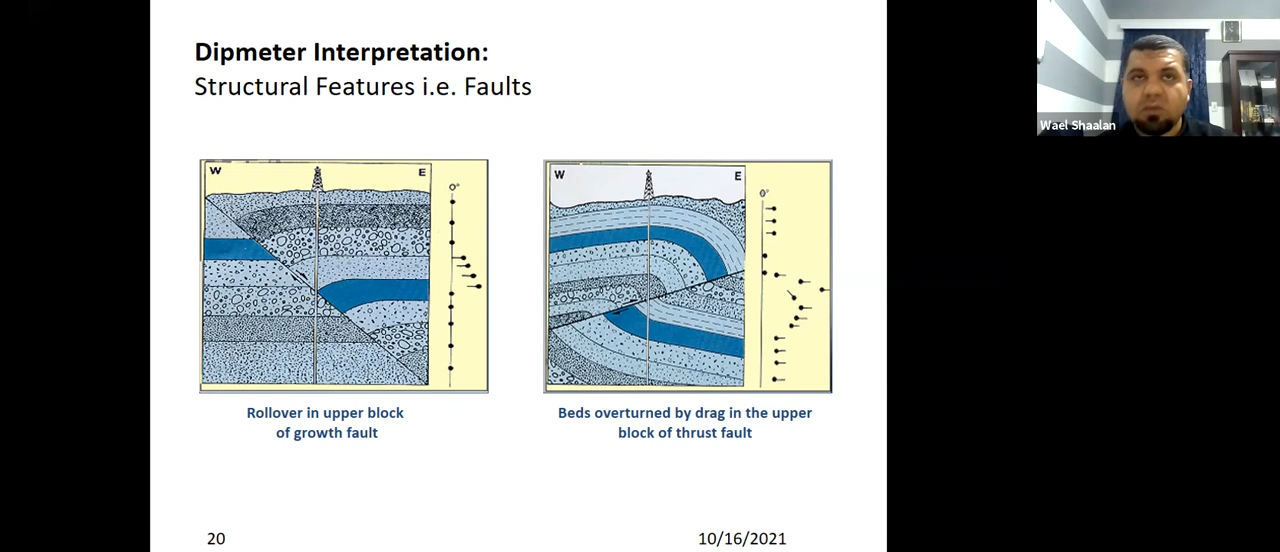 Dipmeter Interpretation:
Structural Features i.e. Faults
Wael Shaalan
W
E
0°
W
E
0°
Rollover in upper block
of growth fault
Beds overturned by drag in the upper
block of thrust fault
20
10/16/2021